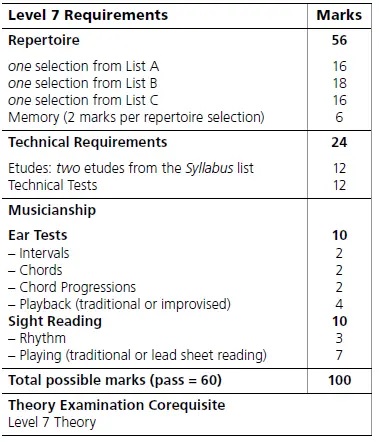 Level 7 Requirements Marks
Repertoire 56
one selection from List A 16
one selection from List B 18
one selection from List C 16
Memory (2 marks per repertoire selection) 6
Technical Requirements 24
Etudes: two etudes from the Syllabus list 12
Technical Tests 12
Musicianship
Ear Tests 10
– Intervals 2
– Chords 2
– Chord Progressions 2
– Playback (traditional or improvised) 4
Sight Reading 10
– Rhythm 3
– Playing (traditional or lead sheet reading) 7
Total possible marks (pass = 60) 100
Theory Examination Corequisite
Level 7 Theory